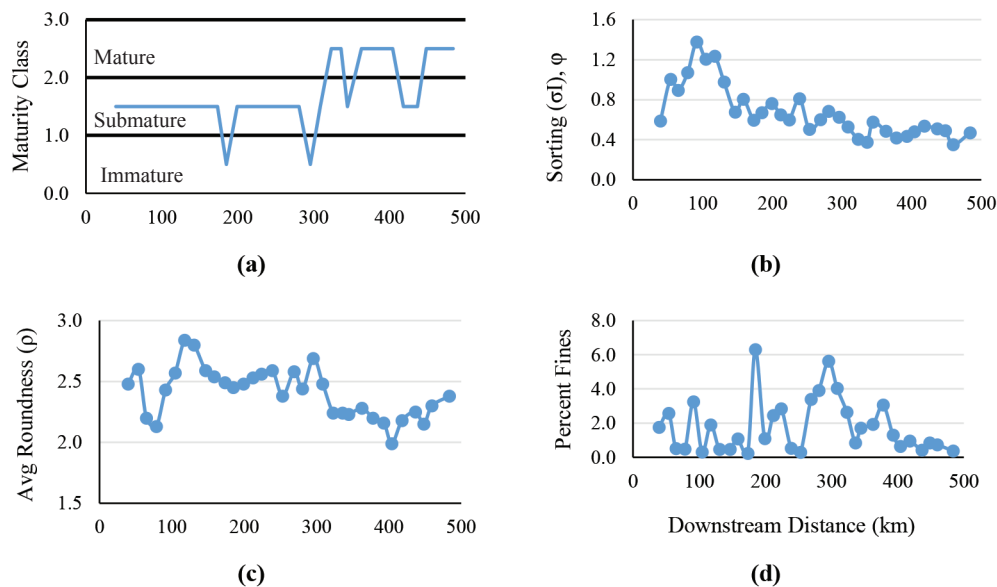 3.0
Mature
2.0
Submature
1.0
Immature
0.0
Maturity Class
0 100 200 300 400 500
(a)
1.6
1.2
0.8
0.4
0.0
Sorting (σI), φ
0 100 200 300 400 500
(b)
3.0
2.5
2.0
1.5
Avg Roundness (ρ)
0 100 200 300 400 500
(c)
8.0
6.0
4.0
2.0
0.0
Percent Fines
0 100 200 300 400 500
Downstream Distance (km)
(d)